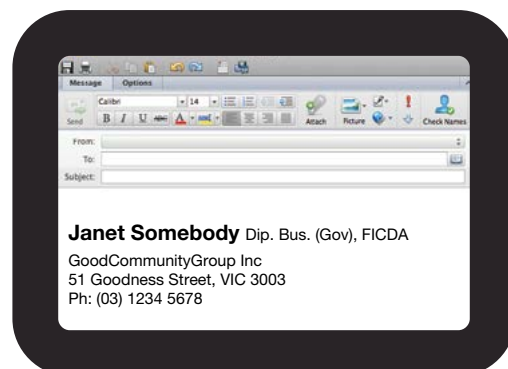 Message Options
Calibri 14
Send B I U ABC A Attach Picture Check Names
From:
To:
Subject:
Janet Somebody Dip. Bus. (Gov), FICDA
GoodCommunityGroup Inc
51 Goodness Street, VIC 3003
Ph: (03) 1234 5678